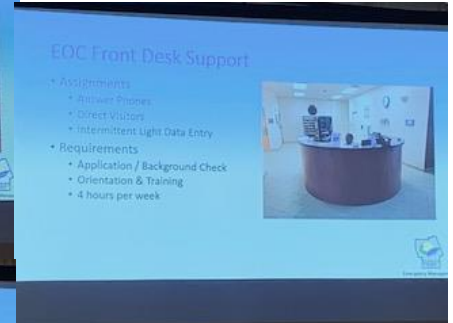 EOC Front Desk Support
• Assignments
• Answer Phones
• Direct Visitors
• Intermittent Light Data Entry
• Requirements
• Application / Background Check
• Orientation & Training
• 4 hours per week
Emergency